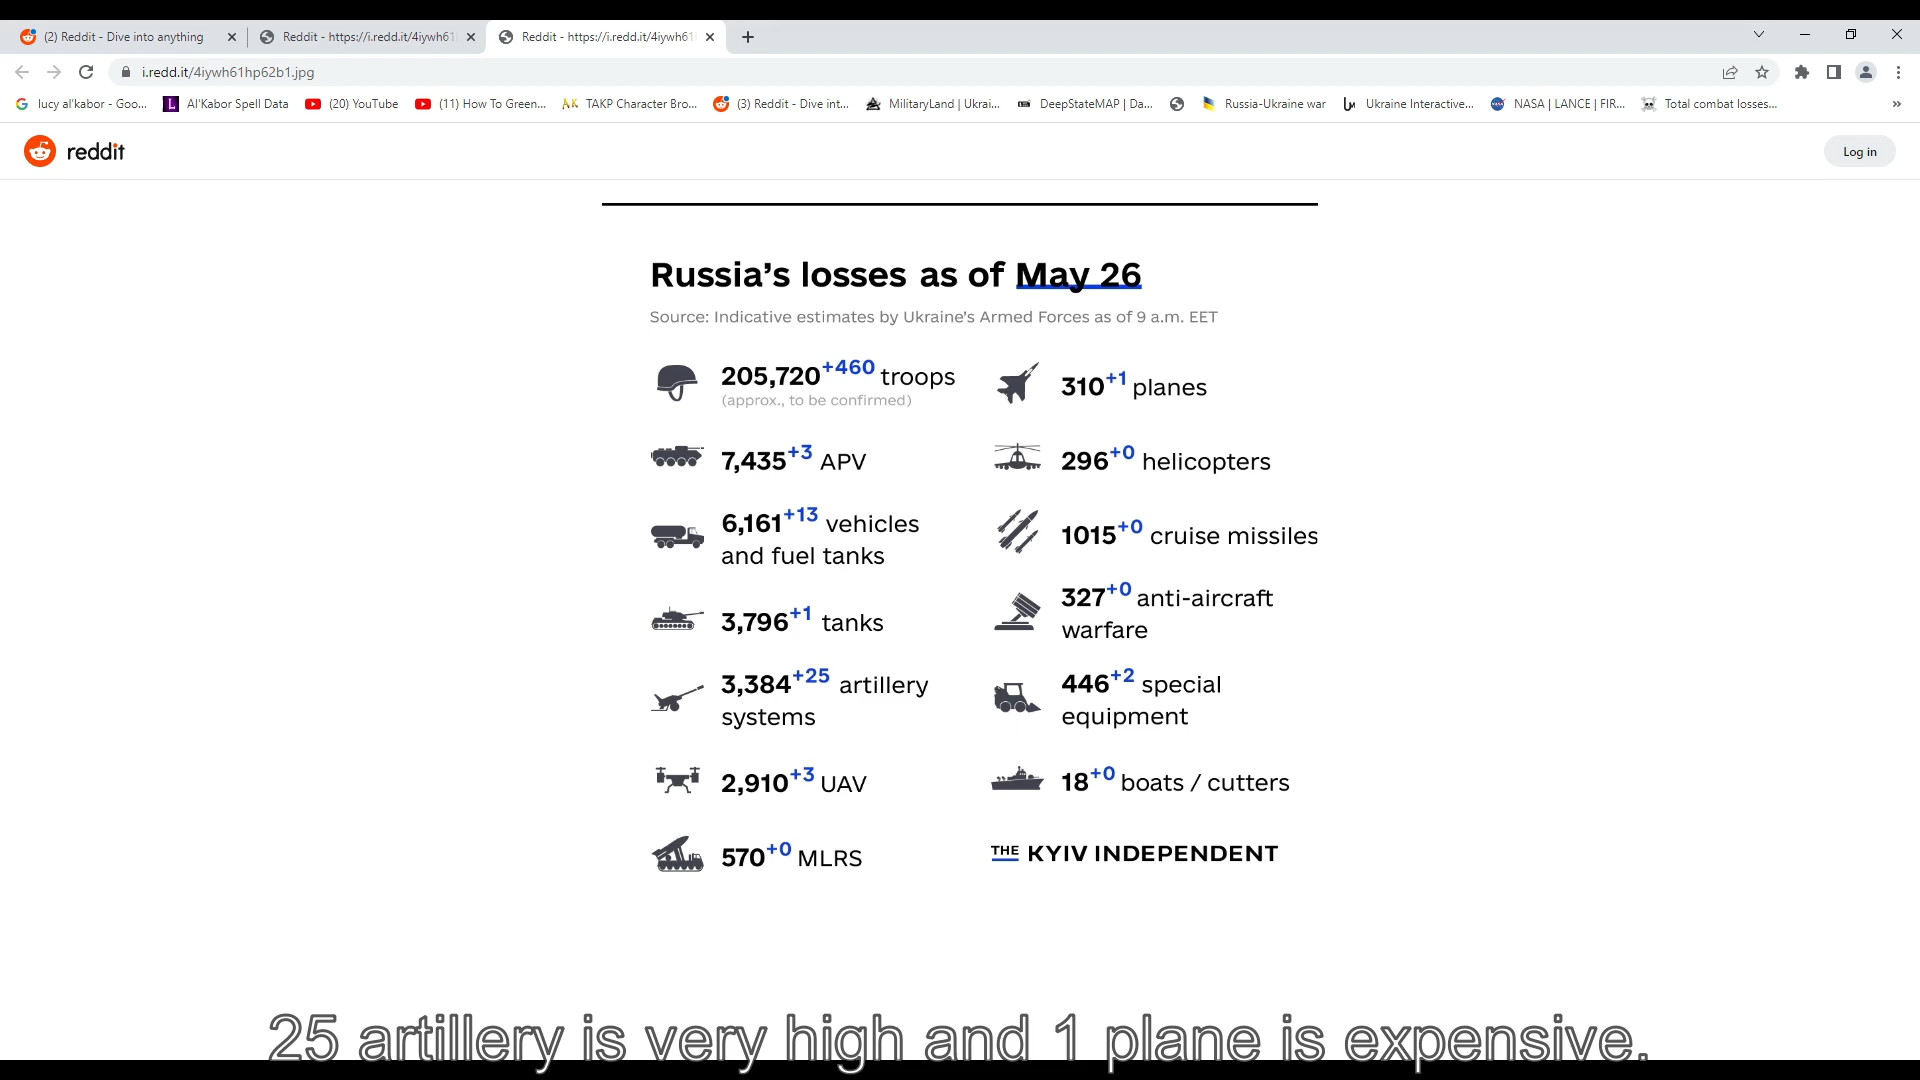 (2) Reddit - Dive into anything
Reddit - https://i.redd.it/4iywh61
Reddit - https://i.redd.it/4iywh61
i.redd.it/4iywh61hp62b1.jpg
lucy al'kabor - Goo...
Al'Kabor Spell Data
(20) YouTube
(11) How To Green...
TAKP Character Bro...
(3) Reddit - Dive int...
MilitaryLand | Ukrai...
DeepStateMAP | Da...
Russia-Ukraine war
Ukraine Interactive...
NASA | LANCE | FIR...
Total combat losses...
reddit
Log in
Russia's losses as of May 26
Source: Indicative estimates by Ukraine's Armed Forces as of 9 a.m. EET
205,720+460 troops
(approx., to be confirmed)
7,435+3 APV
6,161+13 vehicles
and fuel tanks
3,796+1 tanks
3,384+25 artillery
systems
2,910+3 UAV
570+0 MLRS
310+1 planes
296+0 helicopters
1015+0 cruise missiles
327+0 anti-aircraft
warfare
446+2 special
equipment
18+0 boats / cutters
THE KYIV INDEPENDENT
25 artillery is very high and 1 plane is expensive.